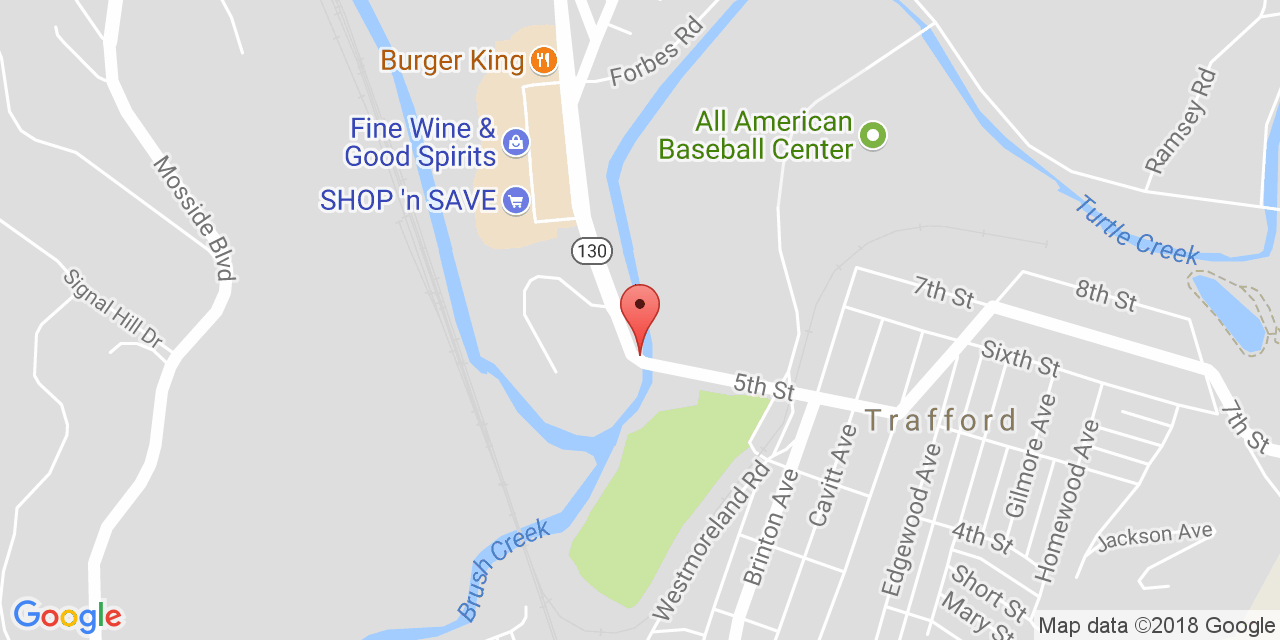 Forbes Rd
Burger King
Fine Wine &
Good Spirits
SHOP 'n SAVE
All American
Baseball Center
Ramsey Rd
Mosside Blvd
Turtle Creek
130
Signal Hill Dr
7th St
8th St
Sixth St
5th St
Trafford
7th St
Gilmore Ave
Homewood Ave
Cavitt Ave
Edgewood Ave
Brinton Ave
Westmoreland Rd
4th St
Jackson Ave
Brush Creek
Short St
Mary St
Google
Map data ©2018 Google